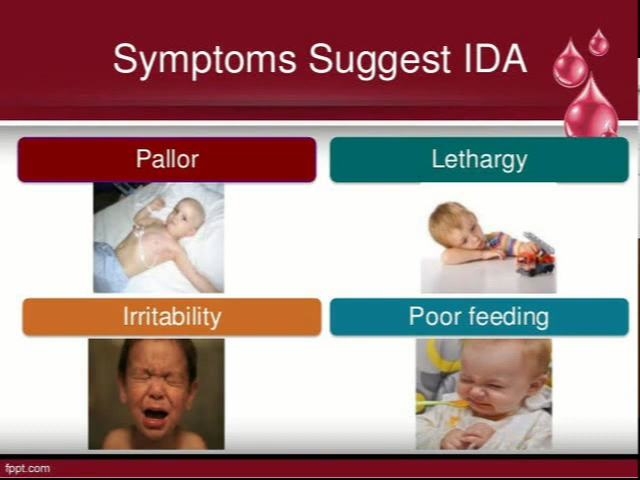 Symptoms Suggest IDA
Pallor
Lethargy
Irritability
Poor feeding
fppt.com